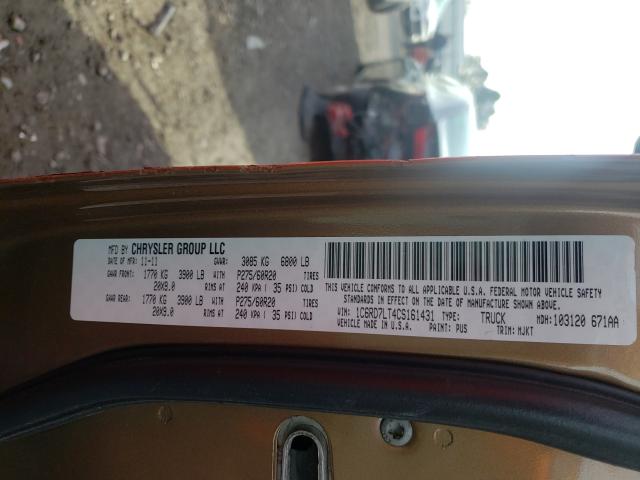 MFD BY CHRYSLER GROUP LLC
DATE OF MFR: 11-11 GVWR: 3085 KG 6800 LB
GAWR FRONT: 1770 KG 3900 LB WITH P275/60R20 TIRES
20X9.0 RIMS AT 240 KPA ( 35 PSI) COLD
GAWR REAR: 1770 KG 3900 LB WITH P275/60R20 TIRES
20X9.0 RIMS AT 240 KPA ( 35 PSI) COLD
THIS VEHICLE CONFORMS TO ALL APPLICABLE U.S.A. FEDERAL MOTOR VEHICLE SAFETY
STANDARDS IN EFFECT ON THE DATE OF MANUFACTURE SHOWN ABOVE.
VEHICLE MADE IN U.S.A.
VIN: 1C6RD7LT4CS161431 TYPE: TRUCK MDH: 103120 671AA
PAINT: PUS TRIM: MJKT